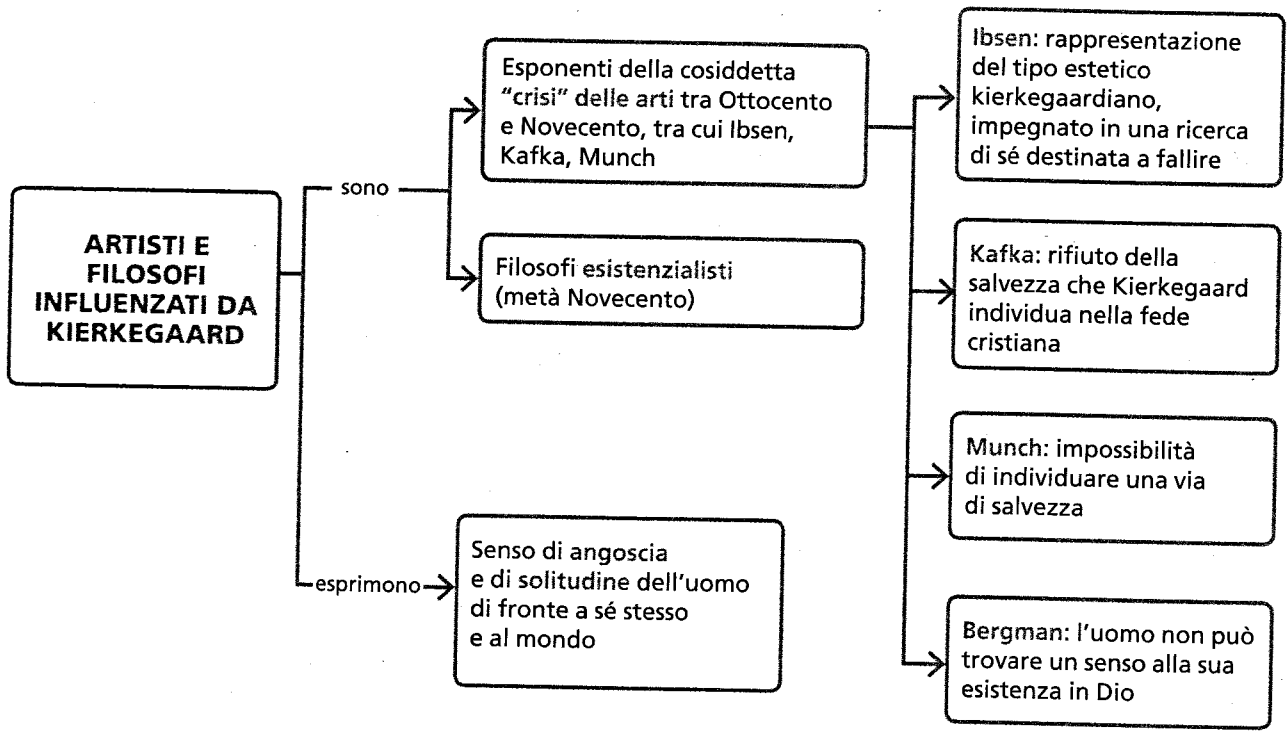 ARTISTI E
FILOSOFI
INFLUENZATI DA
KIERKEGAARD
sono
Esponenti della cosiddetta
"crisi" delle arti tra Ottocento
e Novecento, tra cui Ibsen,
Kafka, Munch
Filosofi esistenzialisti
(metà Novecento)
esprimono
Senso di angoscia
e di solitudine dell'uomo
di fronte a sé stesso
e al mondo
Ibsen: rappresentazione
del tipo estetico
kierkegaardiano,
impegnato in una ricerca
di sé destinata a fallire
Kafka: rifiuto della
salvezza che Kierkegaard
individua nella fede
cristiana
Munch: impossibilità
di individuare una via
di salvezza
Bergman: l'uomo non può
trovare un senso alla sua
esistenza in Dio